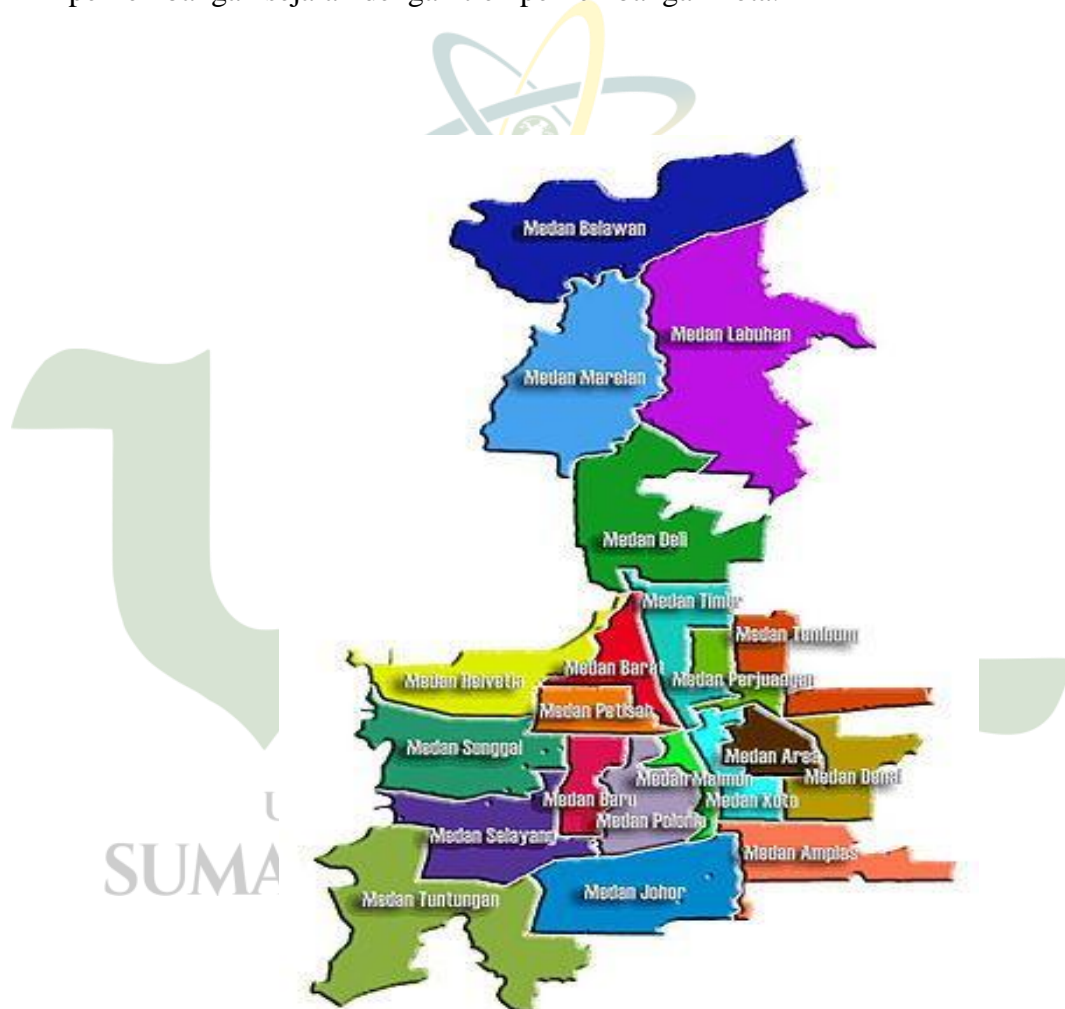 Medan Belawan
Medan Labuhan
Medan Marelan
Medan Deli
Medan Timur
Medan Tembung
Medan Barat
Medan Perjuangan
Medan Helvetia
Medan Petisah
Medan Sunggal
Medan Area
Medan Maimun
Medan Denai
Medan Baru
Medan Kota
Medan Polonia
Medan Selayang
Medan Amplas
Medan Johor
Medan Tuntungan
U
SUMA